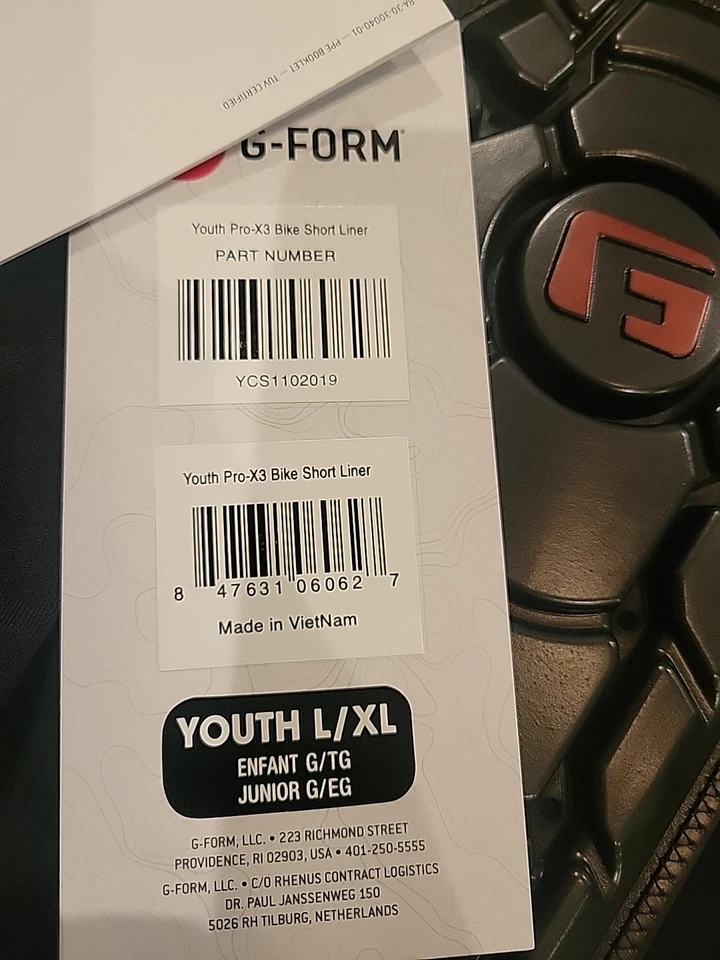 RA-30-30040-01 — PPE BOOKLET — TUV CERTIFIED
G-FORM
Youth Pro-X3 Bike Short Liner
PART NUMBER
YCS1102019
Youth Pro-X3 Bike Short Liner
8 47631 06062 7
Made in VietNam
YOUTH L/XL
ENFANT G/TG
JUNIOR G/EG
G-FORM, LLC. • 223 RICHMOND STREET
PROVIDENCE, RI 02903, USA • 401-250-5555
G-FORM, LLC. • C/O RHENUS CONTRACT LOGISTICS
DR. PAUL JANSSENWEG 150
5026 RH TILBURG, NETHERLANDS